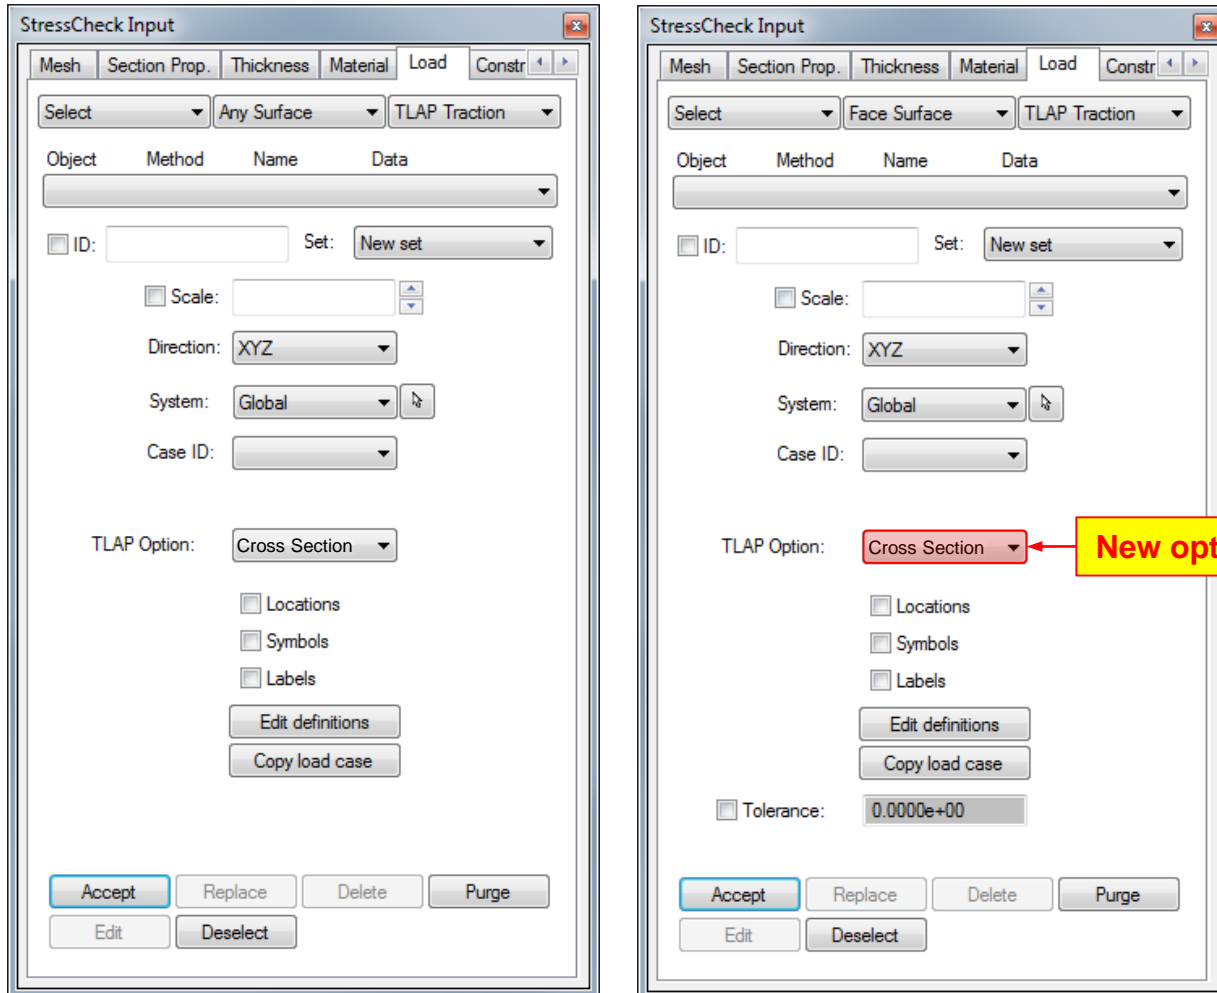 StressCheck Input
Mesh Section Prop. Thickness Material Load Constr
Select Any Surface TLAP Traction
Object Method Name Data
ID: Set: New set
Scale:
Direction: XYZ
System: Global
Case ID:
TLAP Option: Cross Section
Locations
Symbols
Labels
Edit definitions
Copy load case
Accept Replace Delete Purge
Edit Deselect
StressCheck Input
Mesh Section Prop. Thickness Material Load Constr
Select Face Surface TLAP Traction
Object Method Name Data
ID: Set: New set
Scale:
Direction: XYZ
System: Global
Case ID:
TLAP Option: Cross Section New opt
Locations
Symbols
Labels
Edit definitions
Copy load case
Tolerance: 0.0000e+00
Accept Replace Delete Purge
Edit Deselect